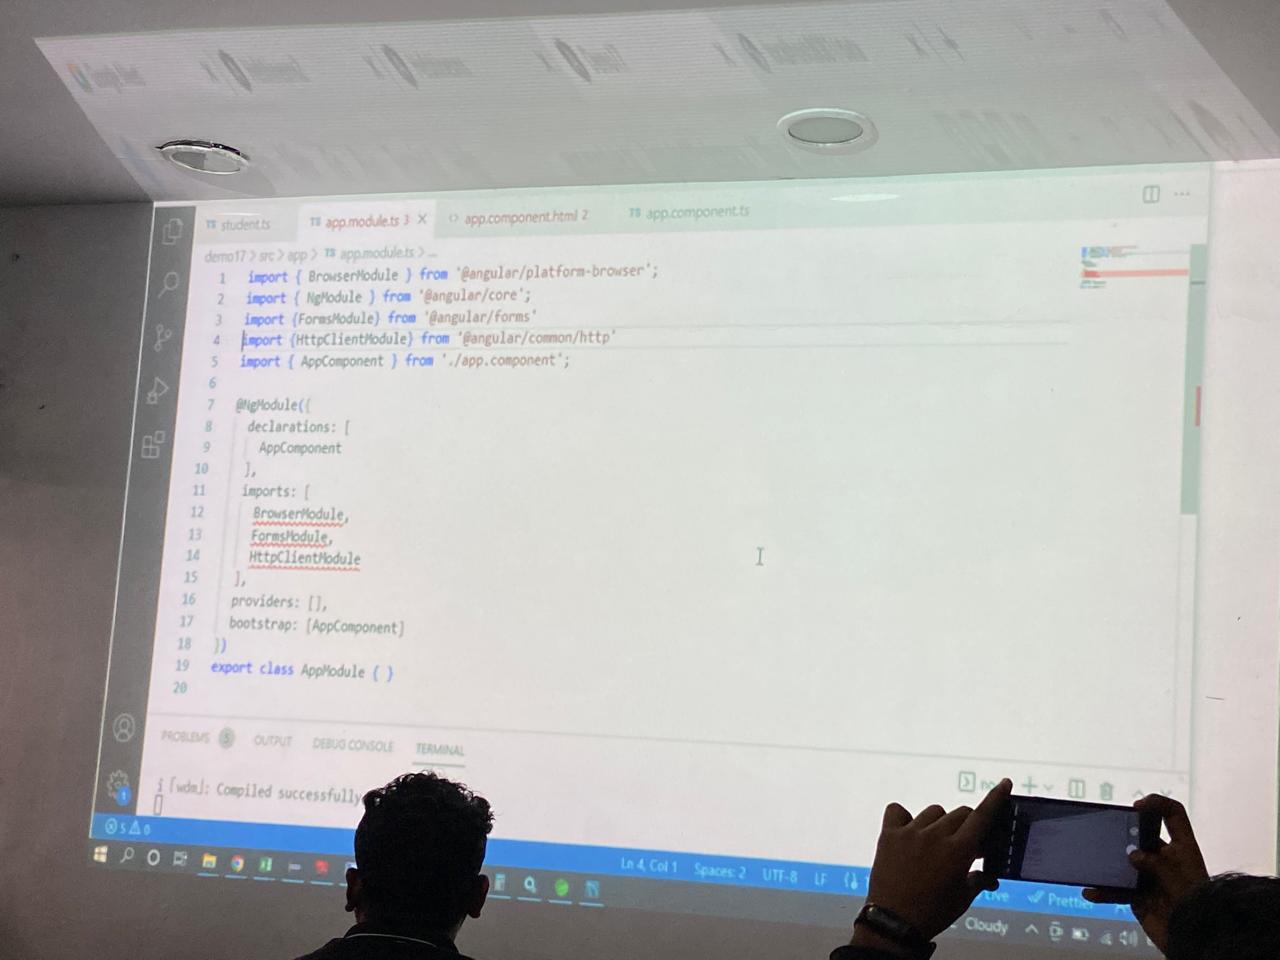 TS student.ts TS app.module.ts 3 X <> app.component.html 2 TS app.component.ts ...
demo17 > src > app > TS app.module.ts > ...
1 import { BrowserModule } from '@angular/platform-browser';
2 import { NgModule } from '@angular/core';
3 import {FormsModule} from '@angular/forms'
4 import {HttpClientModule} from '@angular/common/http'
5 import { AppComponent } from './app.component';
6
7 @NgModule({
8 declarations: [
9 AppComponent
10 ],
11 imports: [
12 BrowserModule,
13 FormsModule,
14 HttpClientModule
15 ],
16 providers: [],
17 bootstrap: [AppComponent]
18 })
19 export class AppModule { }
20
PROBLEMS 5 OUTPUT DEBUG CONSOLE TERMINAL
i [wdm]: Compiled successfully
5 0 Ln 4, Col 1 Spaces: 2 UTF-8 LF Live Prettier
Cloudy